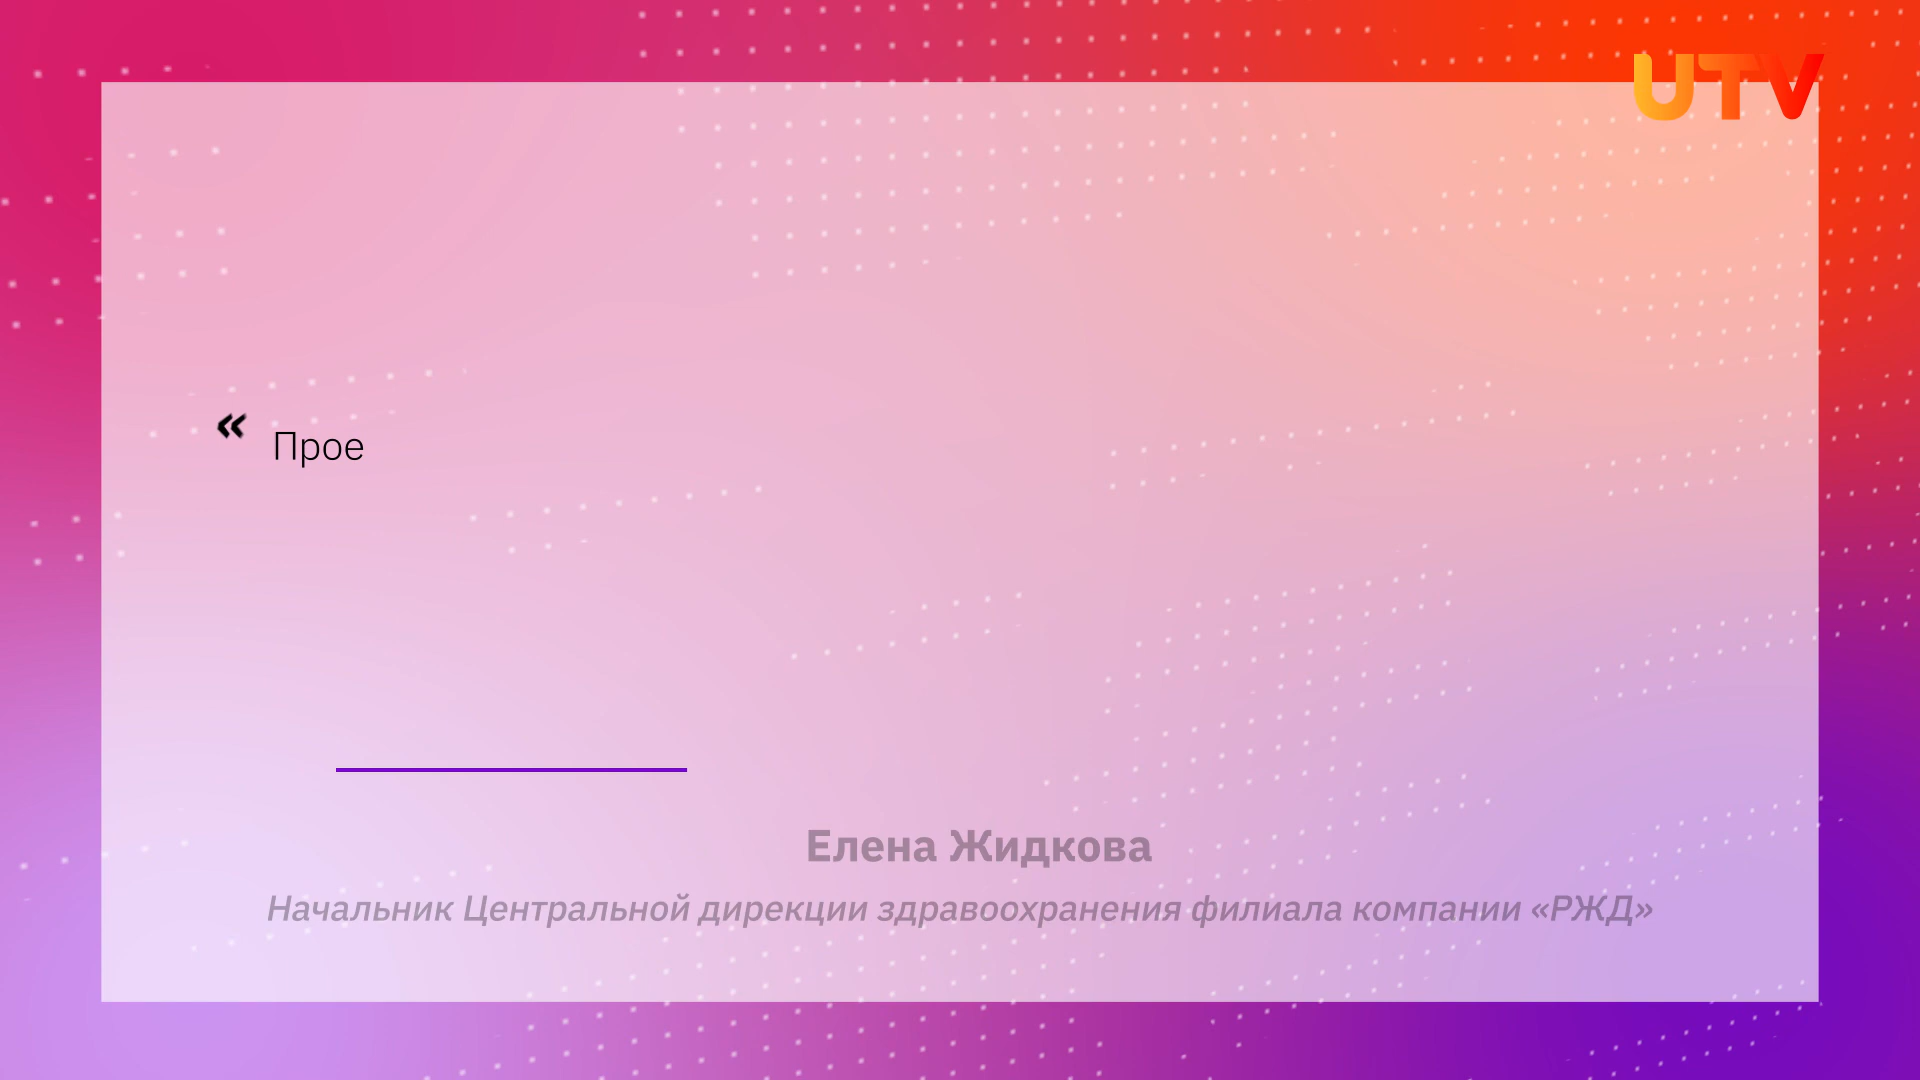 UTV
« Прое
Елена Жидкова
Начальник Центральной дирекции здравоохранения филиала компании «РЖД»